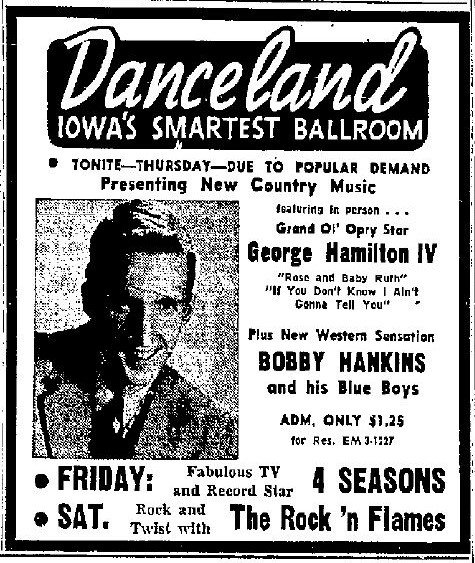 Danceland
IOWA'S SMARTEST BALLROOM
• TONITE—THURSDAY—DUE TO POPULAR DEMAND
Presenting New Country Music
featuring in person . . .
Grand Ol' Opry Star
George Hamilton IV
"Rose and Baby Ruth"
"If You Don't Know I Ain't
Gonna Tell You"
Plus New Western Sensation
BOBBY HANKINS
and his Blue Boys
ADM, ONLY $1.25
for Res. EM 3-1327
• FRIDAY: Fabulous TV and Record Star 4 SEASONS
• SAT. Rock and Twist with The Rock 'n Flames